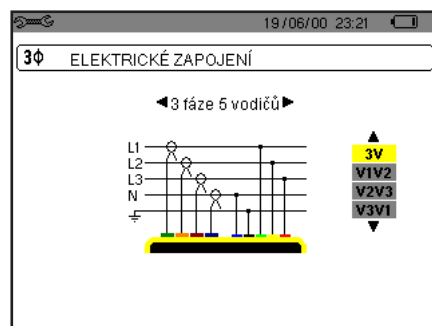 19/06/00 23:21
3Φ ELEKTRICKÉ ZAPOJENÍ
3 fáze 5 vodičů
L1
L2
L3
N
3V
V1V2
V2V3
V3V1